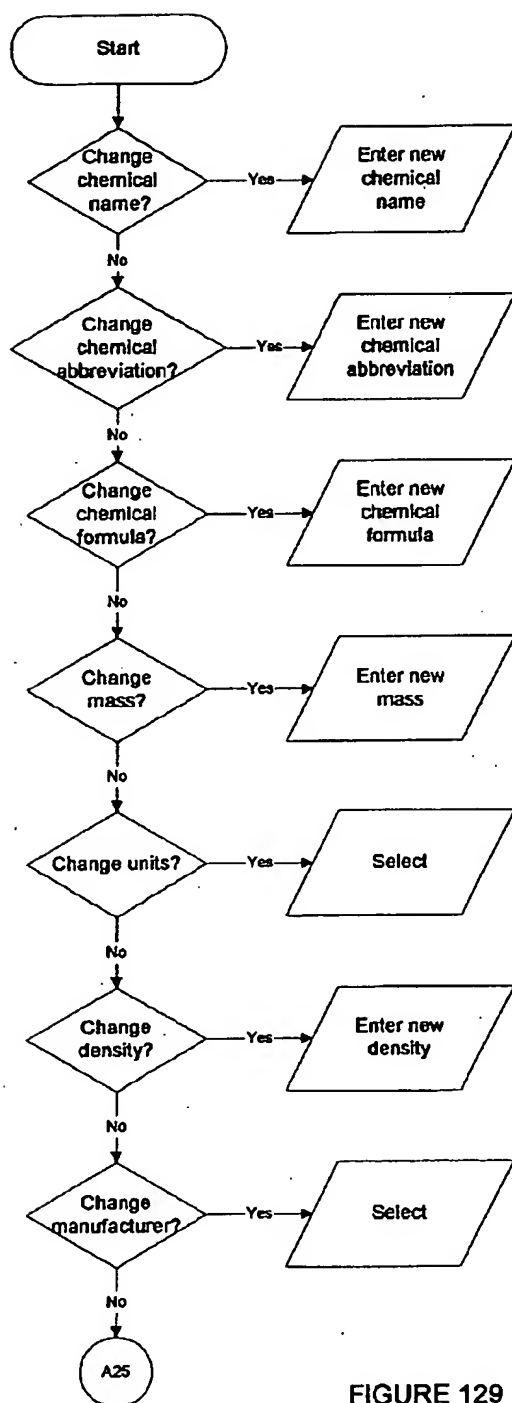 Start
Change
chemical
name?
Yes
Enter new
chemical
name
No
Change
chemical
abbreviation?
Yes
Enter new
chemical
abbreviation
No
Change
chemical
formula?
Yes
Enter new
chemical
formula
No
Change
mass?
Yes
Enter new
mass
No
Change units?
Yes
Select
No
Change
density?
Yes
Enter new
density
No
Change
manufacturer?
Yes
Select
No
A25
FIGURE 129